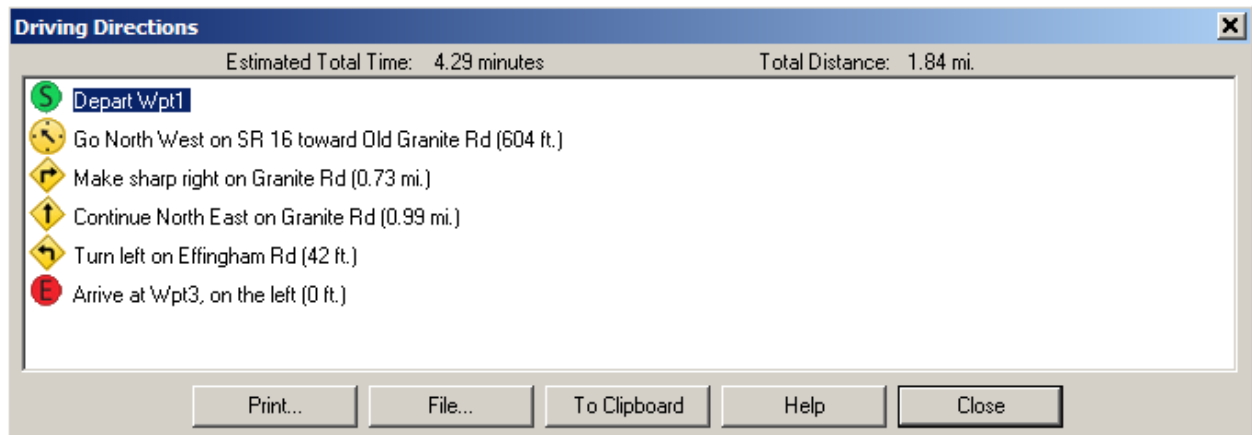 Driving Directions
Estimated Total Time: 4.29 minutes Total Distance: 1.84 mi.
S Depart Wpt1
Go North West on SR 16 toward Old Granite Rd (604 ft.)
Make sharp right on Granite Rd (0.73 mi.)
Continue North East on Granite Rd (0.99 mi.)
Turn left on Effingham Rd (42 ft.)
E Arrive at Wpt3, on the left (0 ft.)
Print... File... To Clipboard Help Close